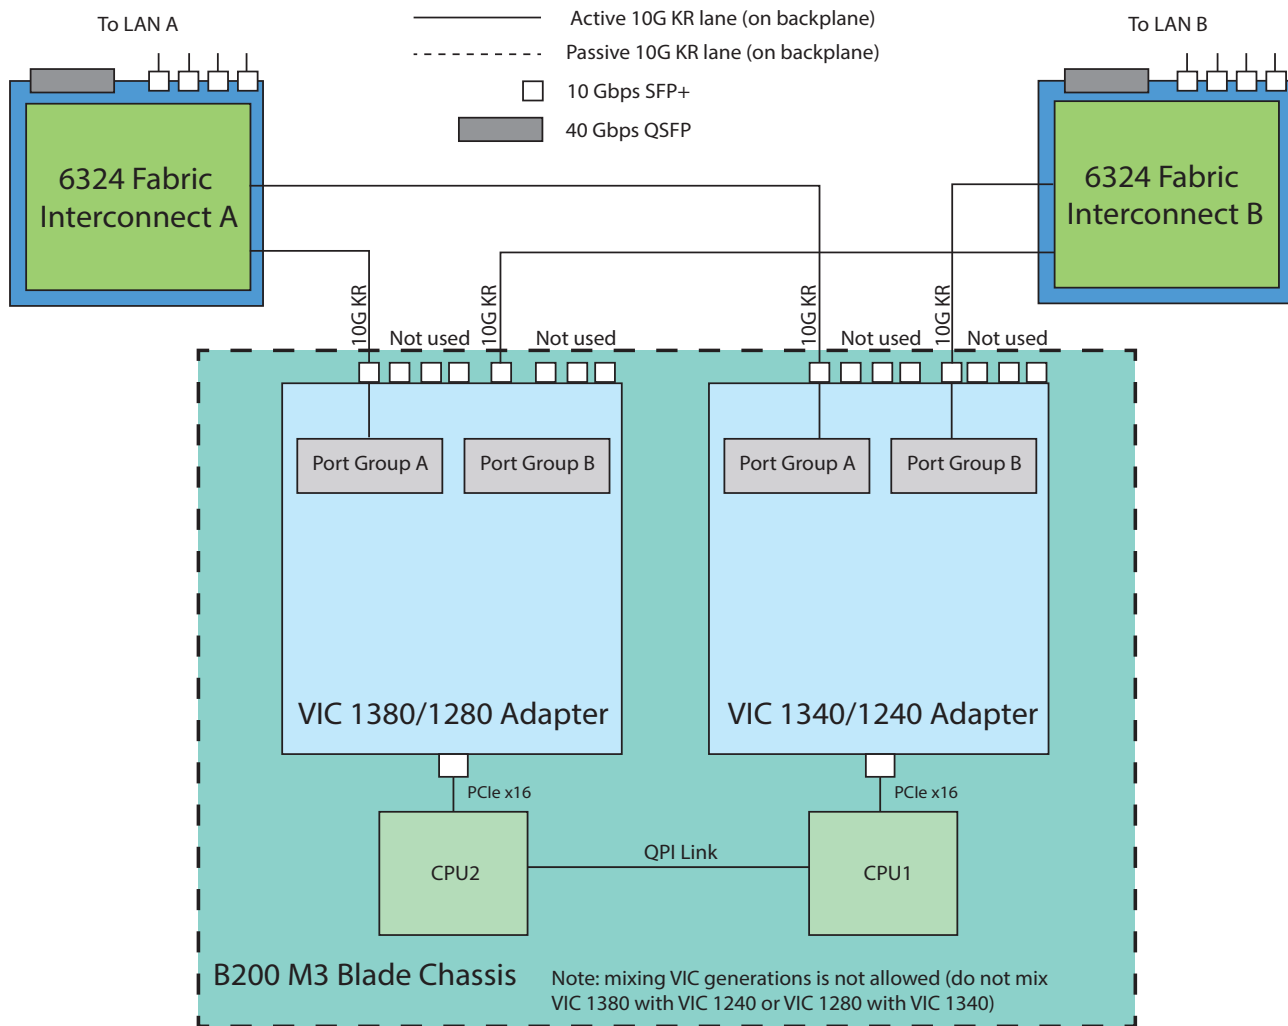 To LAN A
Active 10G KR lane (on backplane)
To LAN B
Passive 10G KR lane (on backplane)
10 Gbps SFP+
40 Gbps QSFP
6324 Fabric
Interconnect A
6324 Fabric
Interconnect B
10G KR
Not used
10G KR
Not used
10G KR
Not used
10G KR
Not used
Port Group A
Port Group B
Port Group A
Port Group B
VIC 1380/1280 Adapter
VIC 1340/1240 Adapter
PCIe x16
PCIe x16
QPI Link
CPU2
CPU1
B200 M3 Blade Chassis
Note: mixing VIC generations is not allowed (do not mix
VIC 1380 with VIC 1240 or VIC 1280 with VIC 1340)